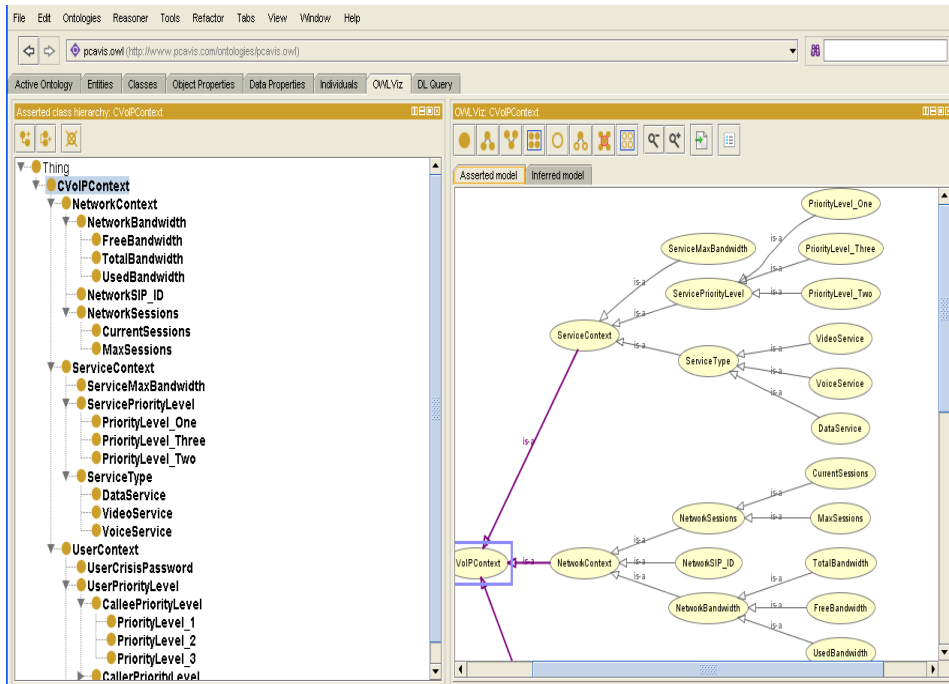 File Edit Ontologies Reasoner Tools Refactor Tabs View Window Help
pcavis.owl (http://www.pcavis.com/ontologies/pcavis.owl)
Active Ontology Entities Classes Object Properties Data Properties Individuals OWLViz DL Query
Asserted class hierarchy: CVoIPContext
Thing
CVoIPContext
NetworkContext
NetworkBandwidth
FreeBandwidth
TotalBandwidth
UsedBandwidth
NetworkSIP_ID
NetworkSessions
CurrentSessions
MaxSessions
ServiceContext
ServiceMaxBandwidth
ServicePriorityLevel
PriorityLevel_One
PriorityLevel_Three
PriorityLevel_Two
ServiceType
DataService
VideoService
VoiceService
UserContext
UserCrisisPassword
UserPriorityLevel
CalleePriorityLevel
PriorityLevel_1
PriorityLevel_2
PriorityLevel_3
CallerPriorityLevel
OWLViz: CVoIPContext
Asserted model Inferred model
PriorityLevel_One
is-a
ServiceMaxBandwidth
PriorityLevel_Three
is-a
is-a
ServicePriorityLevel
is-a
PriorityLevel_Two
is-a
ServiceContext
VideoService
is-a
ServiceType
is-a
is-a
VoiceService
is-a
DataService
is-a
CurrentSessions
is-a
NetworkSessions
is-a
MaxSessions
is-a
VoIPContext
is-a
NetworkContext
is-a
NetworkSIP_ID
TotalBandwidth
is-a
is-a
NetworkBandwidth
is-a
FreeBandwidth
is-a
UsedBandwidth